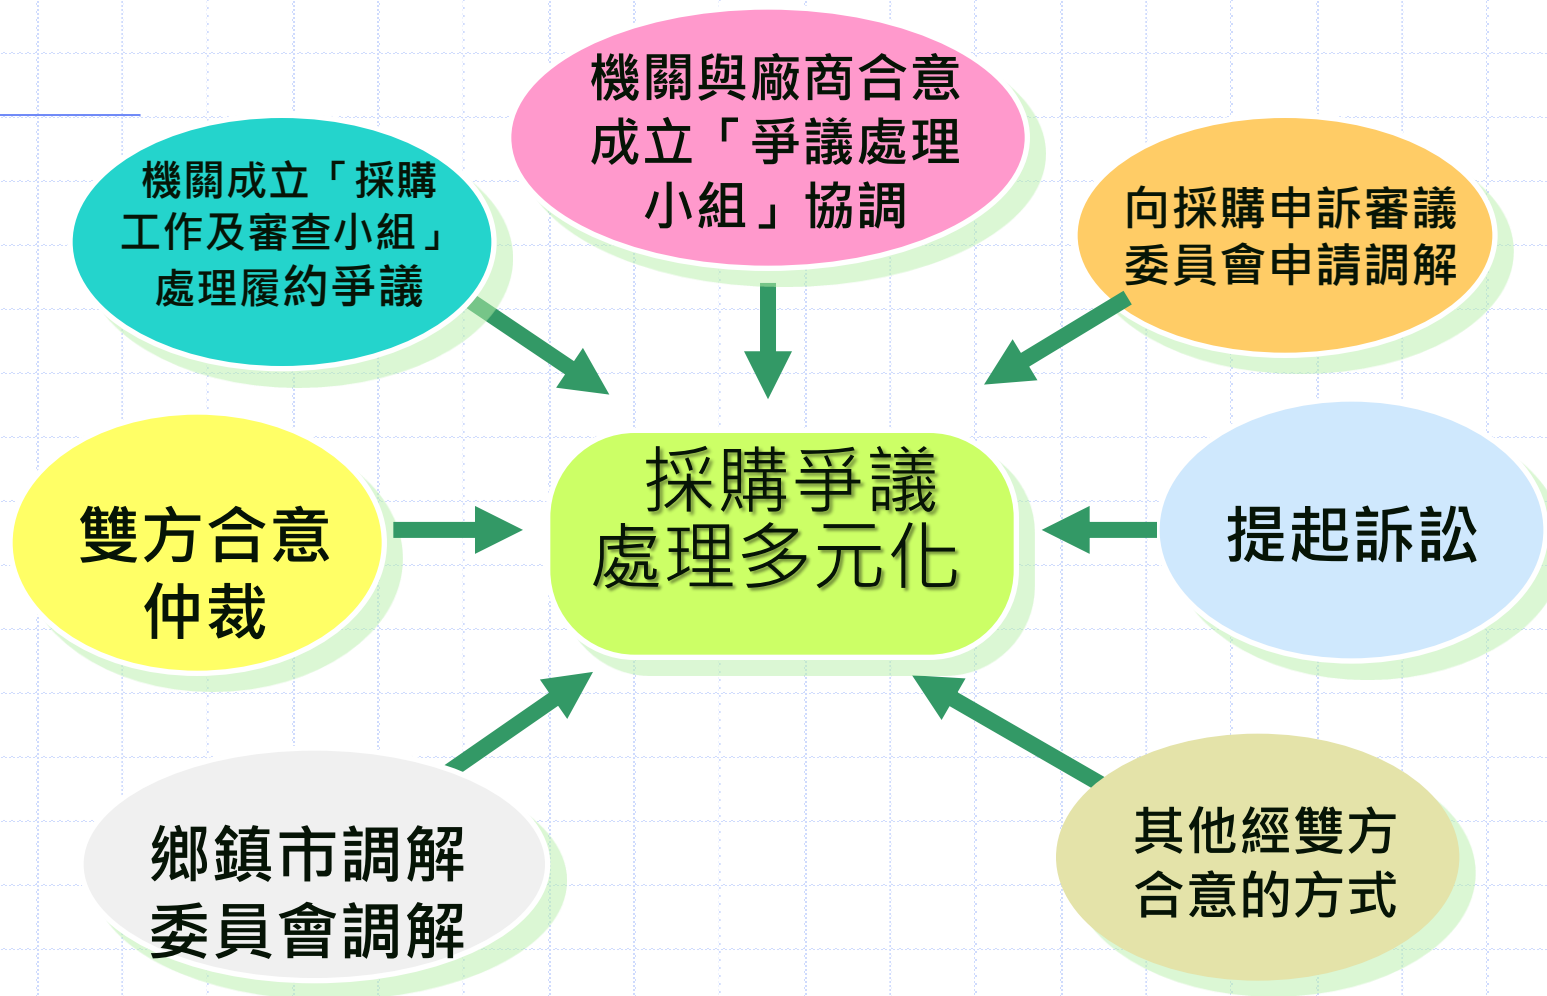 機關與廠商合意
成立「爭議處理
小組」協調
機關成立「採購
工作及審查小組」
處理履約爭議
向採購申訴審議
委員會申請調解
採購爭議
處理多元化
雙方合意
仲裁
提起訴訟
鄉鎮市調解
委員會調解
其他經雙方
合意的方式